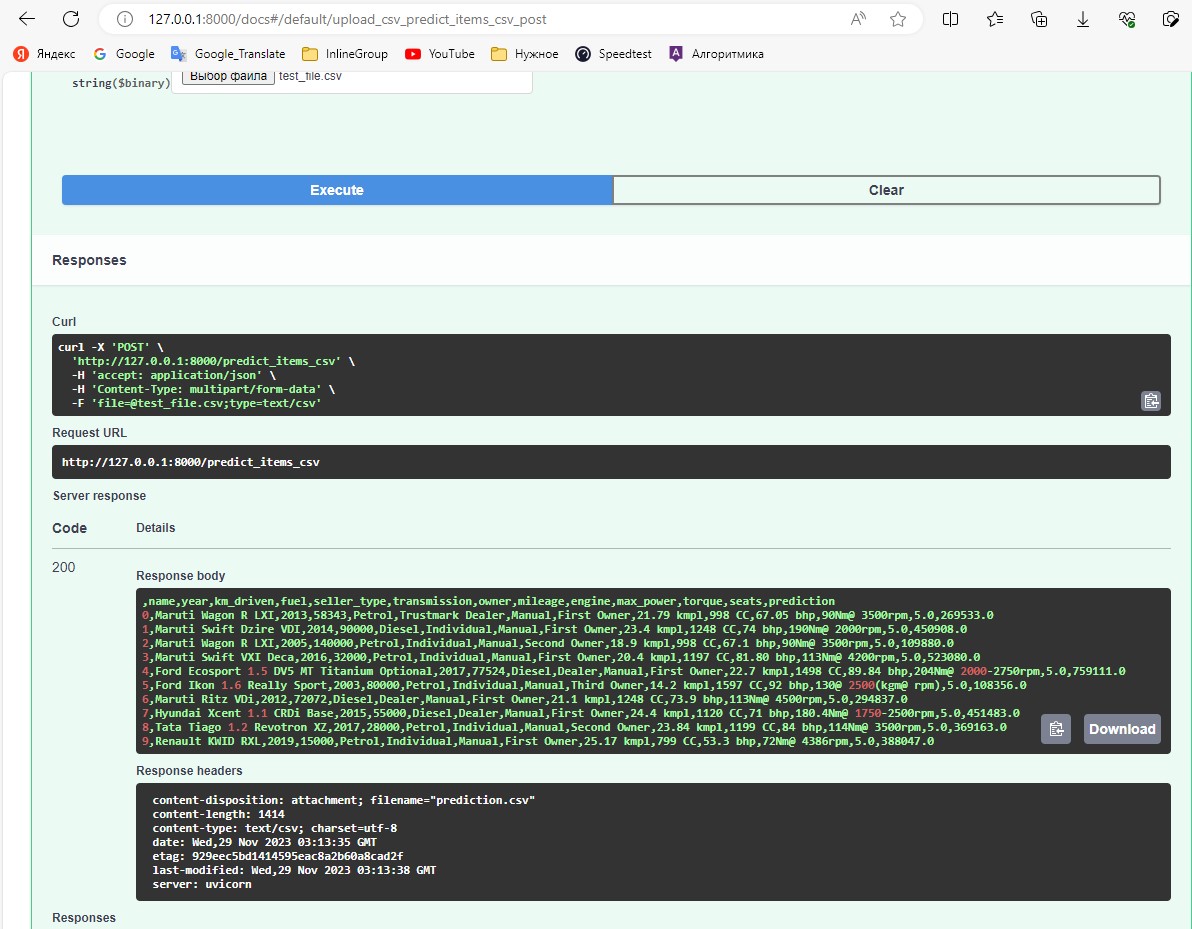 127.0.0.1:8000/docs#/default/upload_csv_predict_items_csv_post
Яндекс Google Google_Translate InlineGroup YouTube Нужное Speedtest Алгоритмика
string($binary) Выбор файла test_file.csv
Execute Clear
Responses
Curl
curl -X 'POST' \
'http://127.0.0.1:8000/predict_items_csv' \
-H 'accept: application/json' \
-H 'Content-Type: multipart/form-data' \
-F 'file=@test_file.csv;type=text/csv'
Request URL
http://127.0.0.1:8000/predict_items_csv
Server response
Code Details
200
Response body
,name,year,km_driven,fuel,seller_type,transmission,owner,mileage,engine,max_power,torque,seats,prediction
0,Maruti Wagon R LXI,2013,58343,Petrol,Trustmark Dealer,Manual,First Owner,21.79 kmpl,998 CC,67.05 bhp,90Nm@ 3500rpm,5.0,269533.0
1,Maruti Swift Dzire VDI,2014,90000,Diesel,Individual,Manual,First Owner,23.4 kmpl,1248 CC,74 bhp,190Nm@ 2000rpm,5.0,450908.0
2,Maruti Wagon R LXI,2005,140000,Petrol,Individual,Manual,Second Owner,18.9 kmpl,998 CC,67.1 bhp,90Nm@ 3500rpm,5.0,109880.0
3,Maruti Swift VXI Deca,2016,32000,Petrol,Individual,Manual,First Owner,20.4 kmpl,1197 CC,81.80 bhp,113Nm@ 4200rpm,5.0,523080.0
4,Ford Ecosport 1.5 DV5 MT Titanium Optional,2017,77524,Diesel,Dealer,Manual,First Owner,22.7 kmpl,1498 CC,89.84 bhp,204Nm@ 2000-2750rpm,5.0,759111.0
5,Ford Ikon 1.6 Really Sport,2003,80000,Petrol,Individual,Manual,Third Owner,14.2 kmpl,1597 CC,92 bhp,130@ 2500(kgm@ rpm),5.0,108356.0
6,Maruti Ritz VDi,2012,72072,Diesel,Dealer,Manual,First Owner,21.1 kmpl,1248 CC,73.9 bhp,113Nm@ 4500rpm,5.0,294837.0
7,Hyundai Xcent 1.1 CRDi Base,2015,55000,Diesel,Dealer,Manual,First Owner,24.4 kmpl,1120 CC,71 bhp,180.4Nm@ 1750-2500rpm,5.0,451483.0
8,Tata Tiago 1.2 Revotron XZ,2017,28000,Petrol,Individual,Manual,Second Owner,23.84 kmpl,1199 CC,84 bhp,114Nm@ 3500rpm,5.0,369163.0
9,Renault KWID RXL,2019,15000,Petrol,Individual,Manual,First Owner,25.17 kmpl,799 CC,53.3 bhp,72Nm@ 4386rpm,5.0,388047.0
Download
Response headers
content-disposition: attachment; filename="prediction.csv"
content-length: 1414
content-type: text/csv; charset=utf-8
date: Wed,29 Nov 2023 03:13:35 GMT
etag: 929eec5bd1414595eac8a2b60a8cad2f
last-modified: Wed,29 Nov 2023 03:13:38 GMT
server: uvicorn
Responses